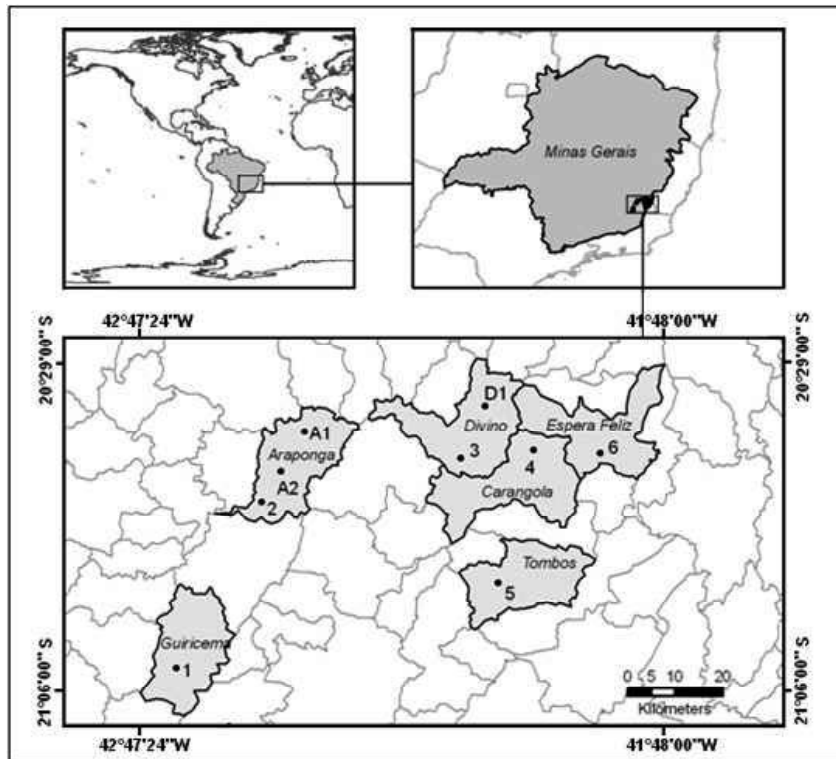 Minas Gerais
42°47'24"W
41°48'00"W
20°29'00" S
20°29'00" S
D1
A1
Divino
Espera Feliz
Araponga
3
4
6
A2
Carangola
2
Tombos
5
Guiricema
1
0 5 10 20
Kilometers
21°06'00" S
21°06'00" S
42°47'24"W
41°48'00"W